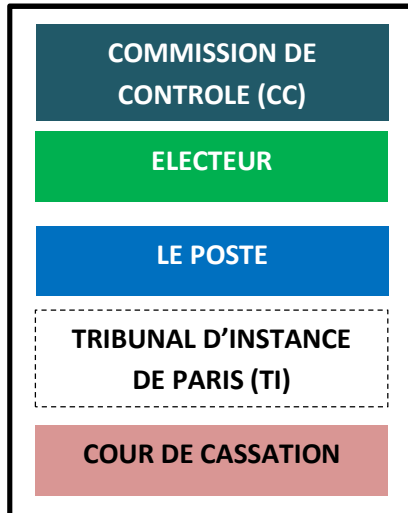 COMMISSION DE
CONTROLE (CC)
ELECTEUR
LE POSTE
TRIBUNAL D’INSTANCE
DE PARIS (TI)
COUR DE CASSATION